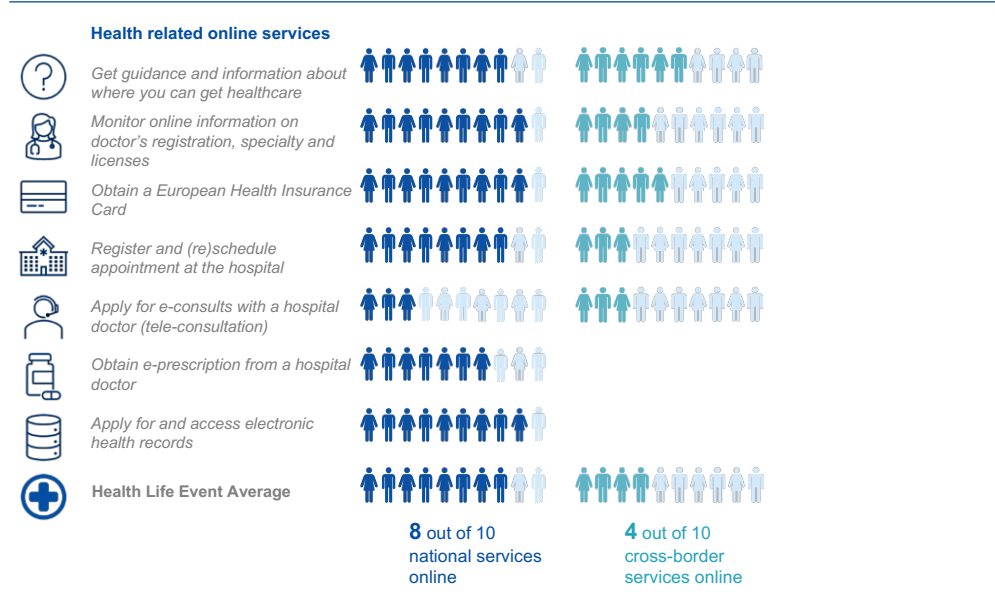 Health related online services
Get guidance and information about
where you can get healthcare
Monitor online information on
doctor's registration, specialty and
licenses
Obtain a European Health Insurance
Card
Register and (re)schedule
appointment at the hospital
Apply for e-consults with a hospital
doctor (tele-consultation)
Obtain e-prescription from a hospital
doctor
Apply for and access electronic
health records
Health Life Event Average
8 out of 10
national services
online
4 out of 10
cross-border
services online